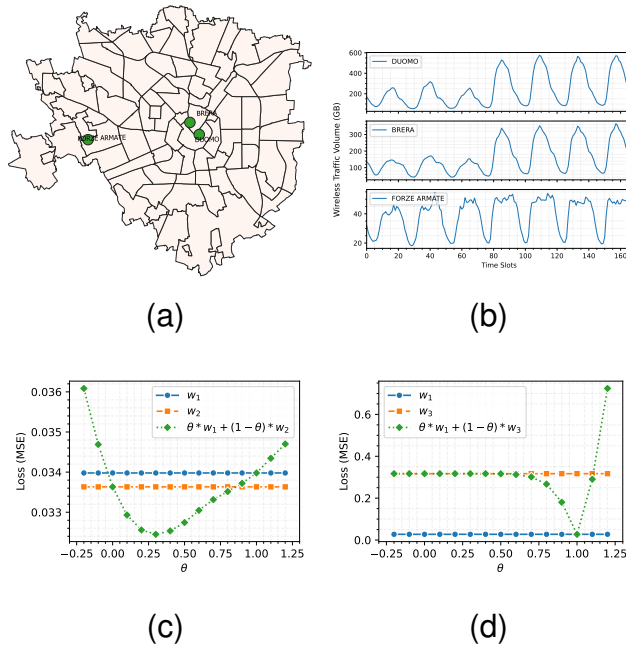 BRERA
FORZE ARMATE
DUOMO
(a)
Wireless Traffic Volume (GB)
600
400
200
DUOMO
300
200
100
BRERA
40
20
FORZE ARMATE
0 20 40 60 80 100 120 140 160
Time Slots
(b)
Loss (MSE)
0.036
0.035
0.034
0.033
w₁
w₂
θ * w₁ + (1 − θ) * w₂
−0.25 0.00 0.25 0.50 0.75 1.00 1.25
θ
(c)
Loss (MSE)
0.6
0.4
0.2
0.0
w₁
w₃
θ * w₁ + (1 − θ) * w₃
−0.25 0.00 0.25 0.50 0.75 1.00 1.25
θ
(d)